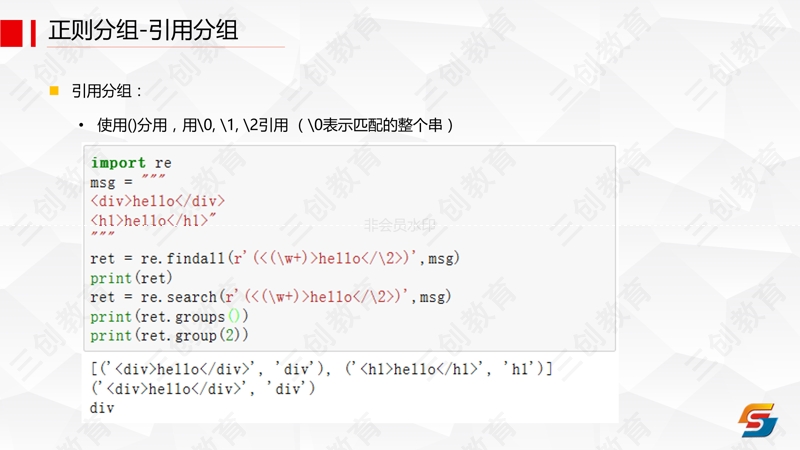 正则分组-引用分组
引用分组：
• 使用()分用，用\0, \1, \2引用（\0表示匹配的整个串）
import re
msg = """
<div>hello</div>
<h1>hello</h1>"
"""
ret = re.findall(r'(<(\w+)>hello</\2>)',msg)
print(ret)
ret = re.search(r'(<(\w+)>hello</\2>)',msg)
print(ret.groups())
print(ret.group(2))
[('<div>hello</div>', 'div'), ('<h1>hello</h1>', 'h1')]
('<div>hello</div>', 'div')
div
非会员水印
三创教育